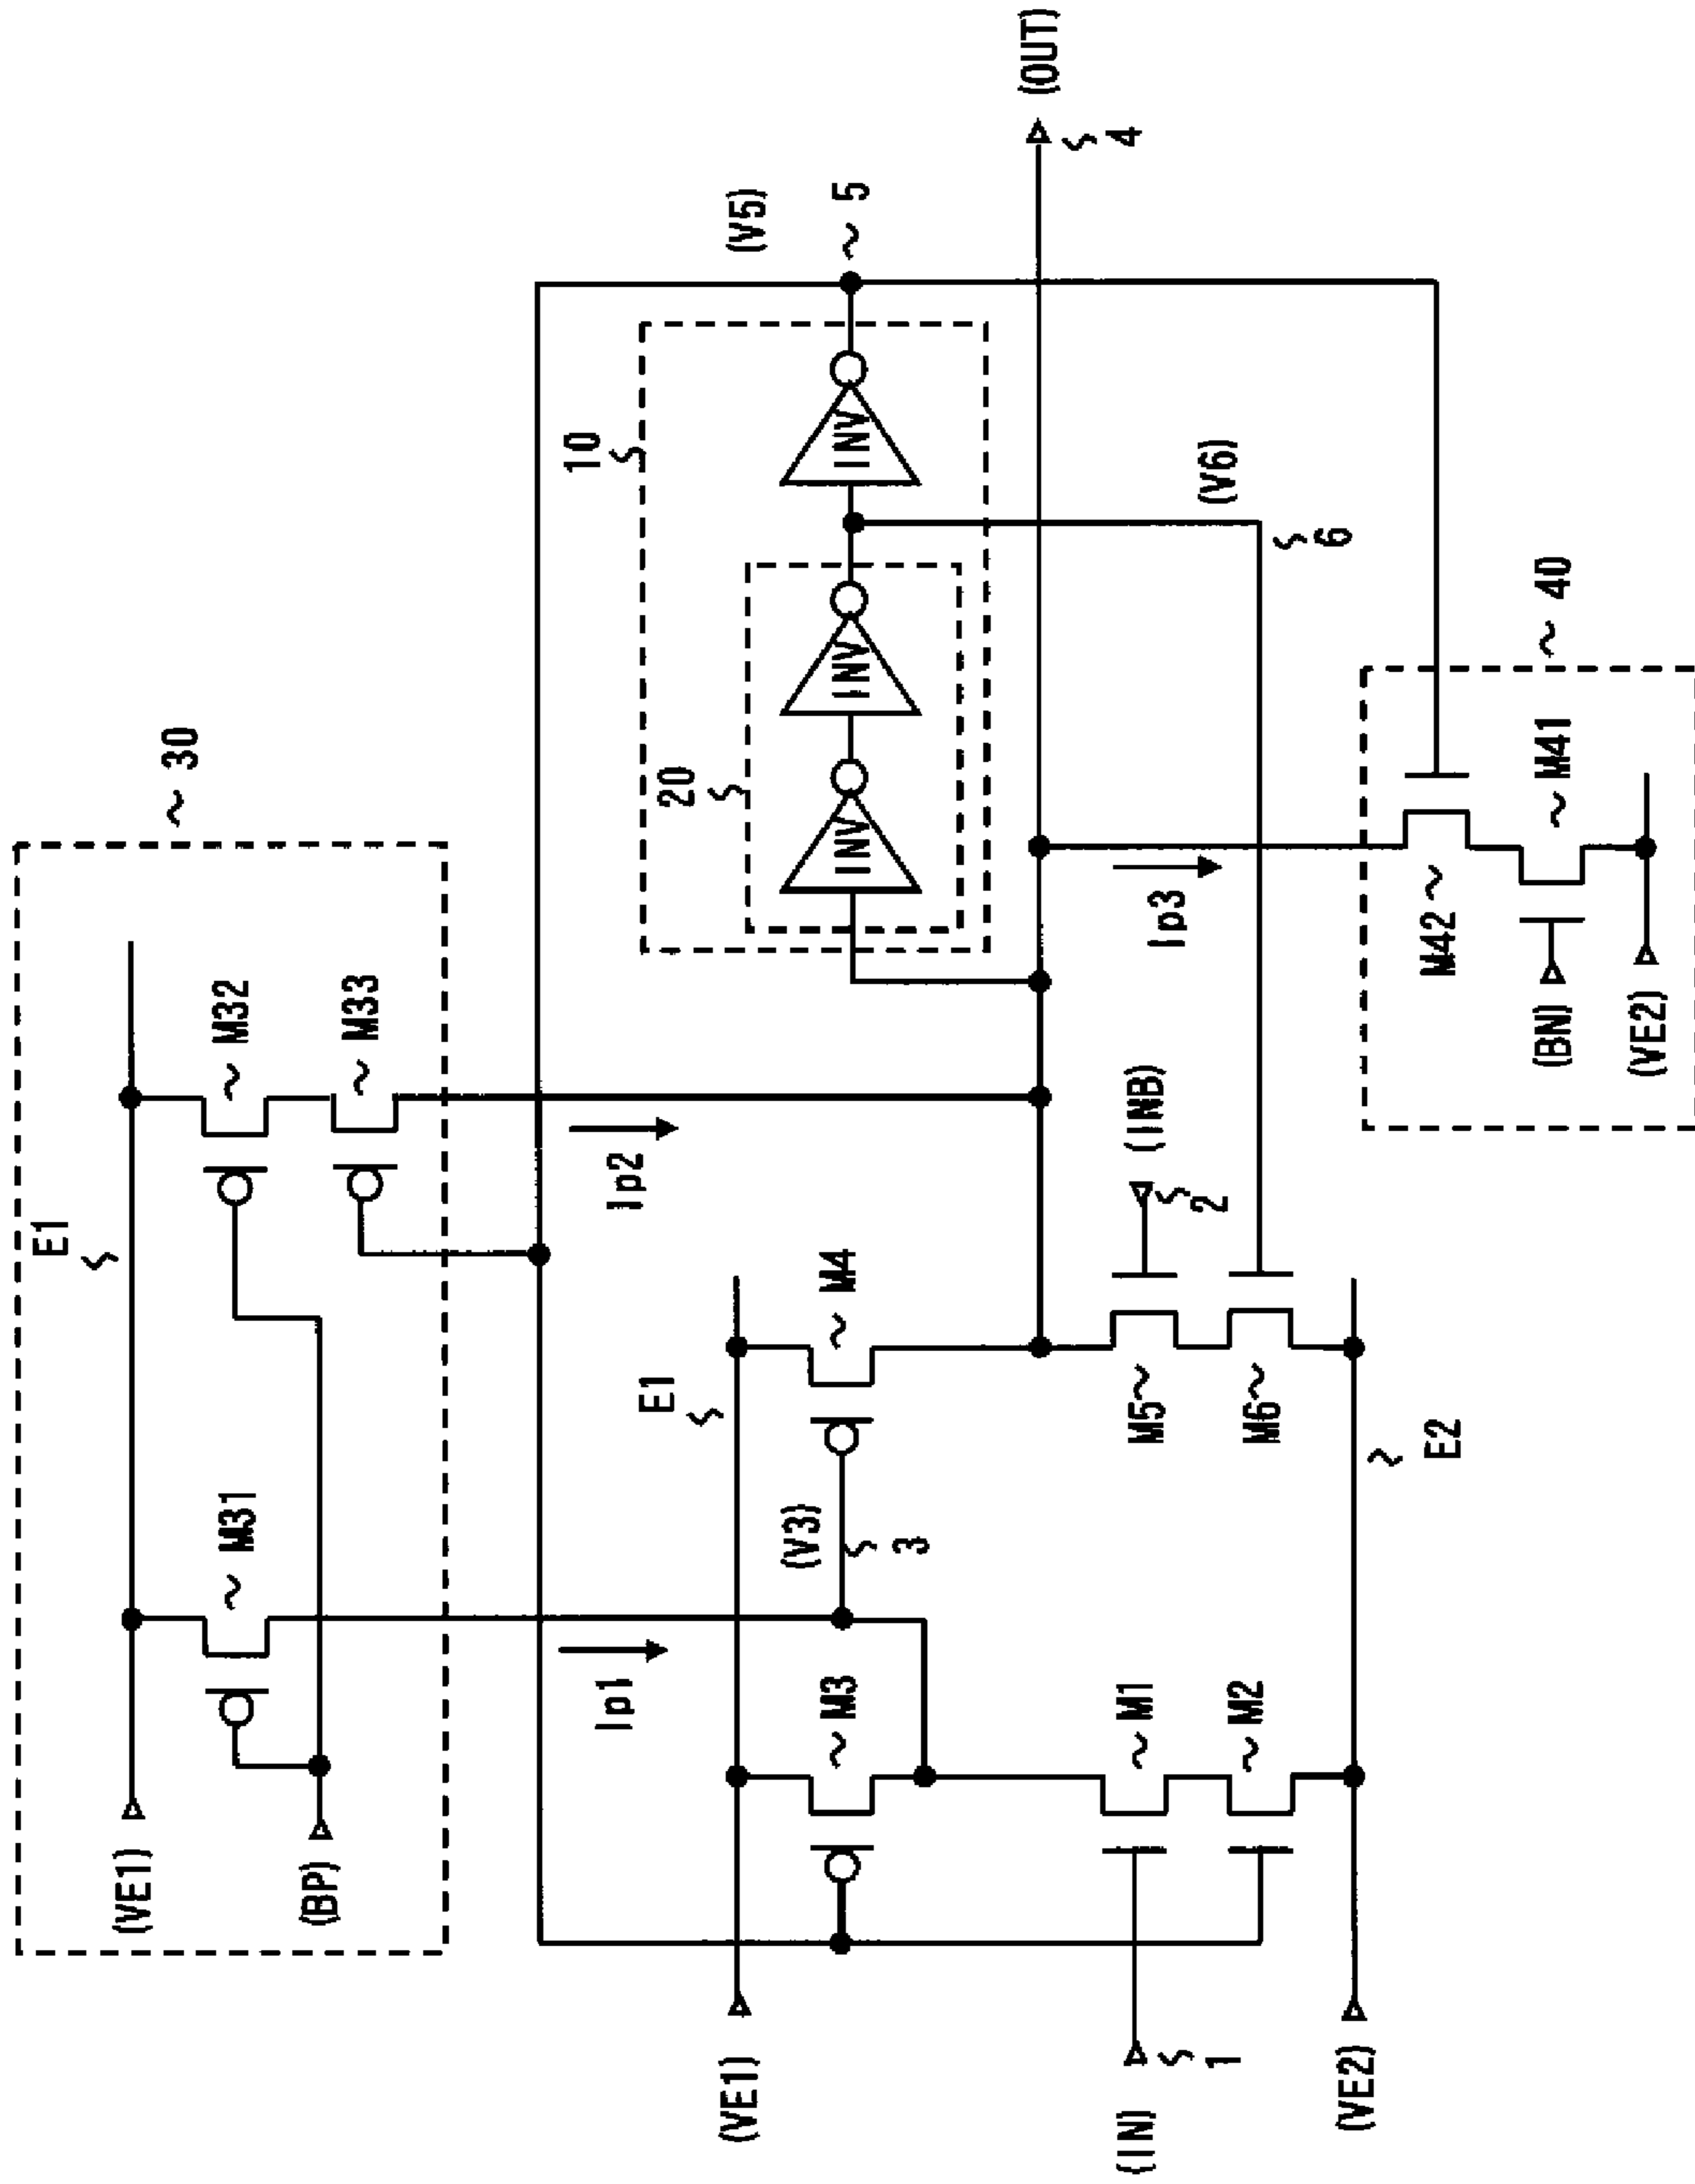 E1
(VE1)
30
M31
M32
(BP)
M33
10
Ip1
Ip2
E1
20
(VE1)
(V5)
(V3)
M3
M4
INV
INV
INV
5
3
(OUT)
4
(IN)
M1
M5
(INB)
Ip3
1
2
(V6)
M2
M6
6
(VE2)
E2
M42
(BN)
M41
40
(VE2)